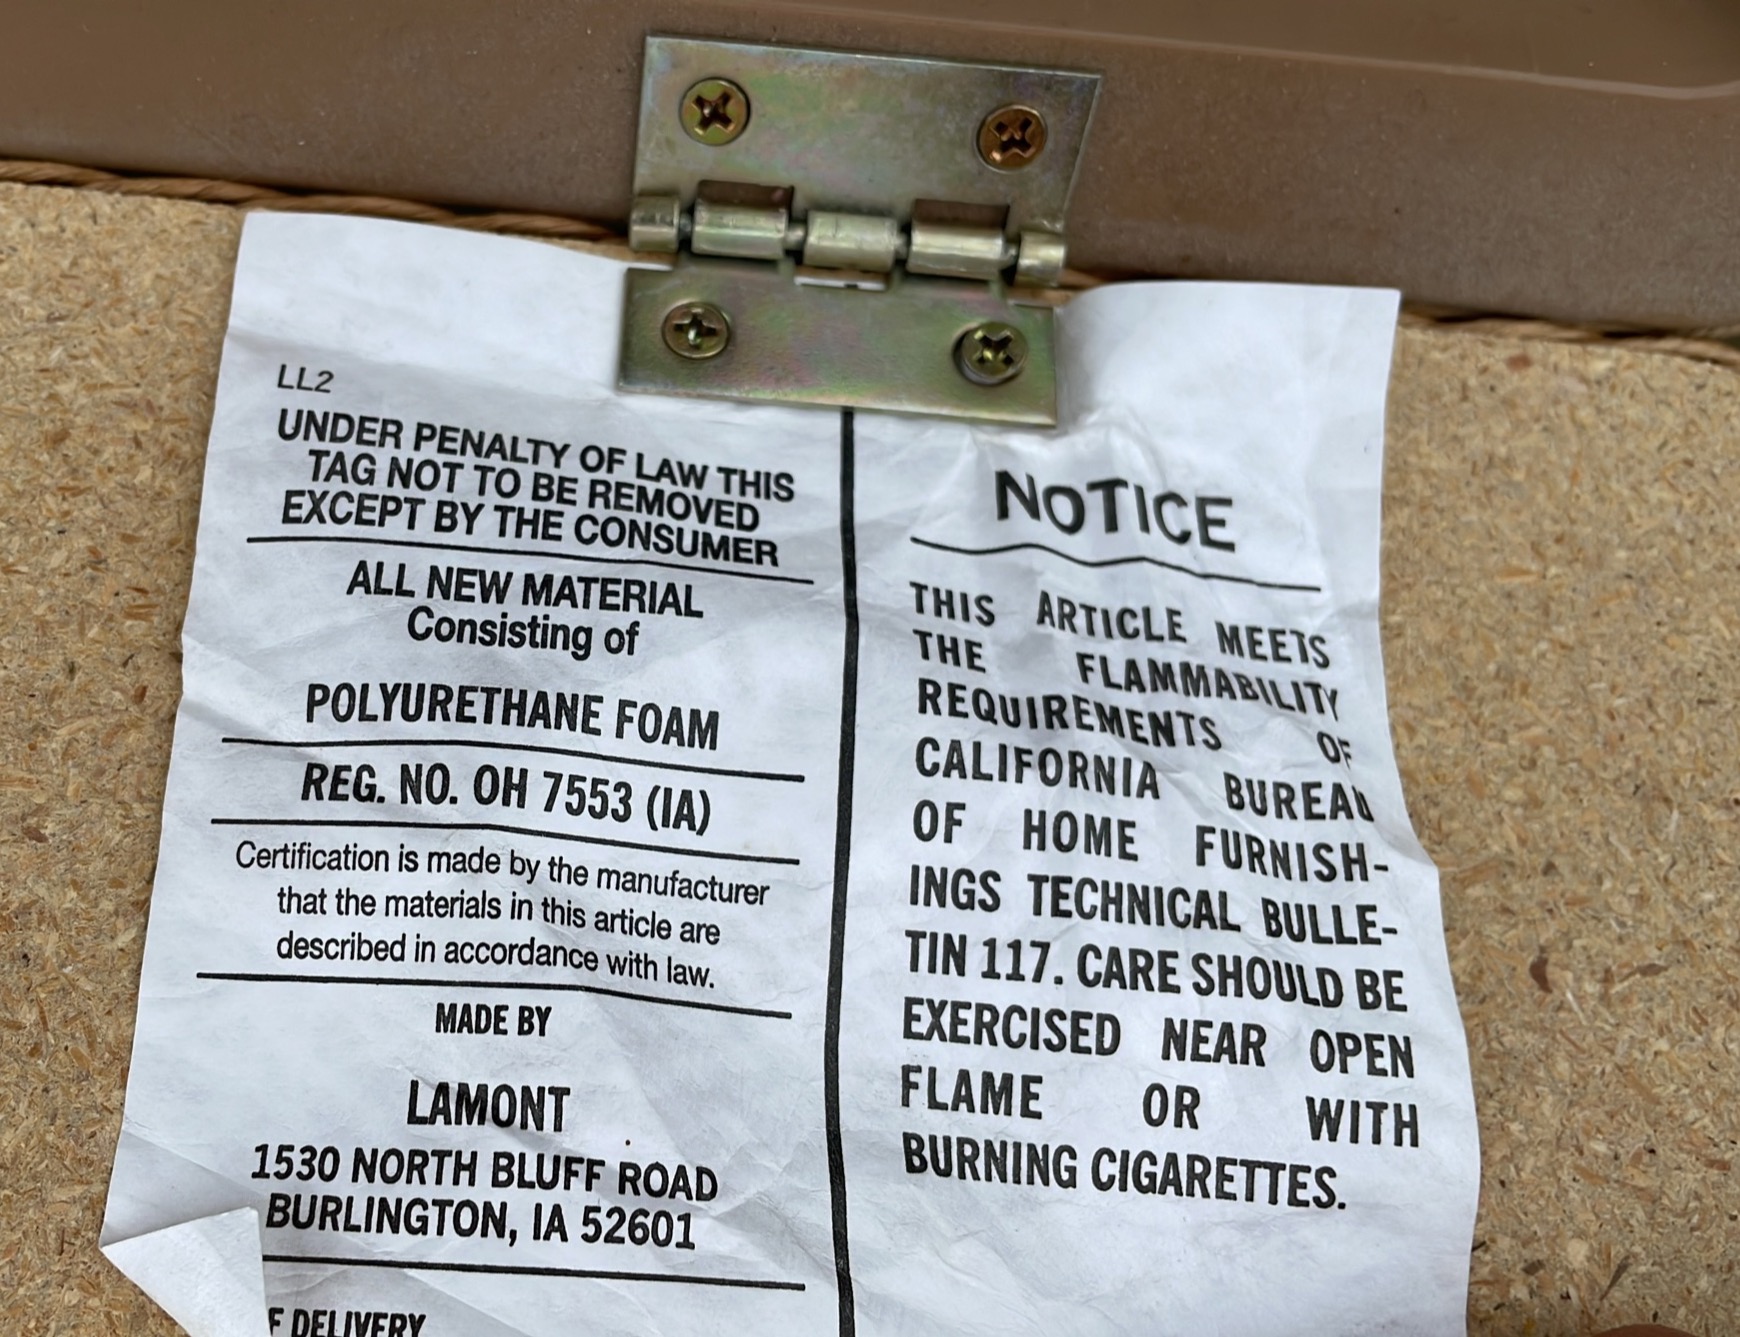 LL2
UNDER PENALTY OF LAW THIS
TAG NOT TO BE REMOVED
EXCEPT BY THE CONSUMER
ALL NEW MATERIAL
Consisting of
POLYURETHANE FOAM
REG. NO. OH 7553 (IA)
Certification is made by the manufacturer
that the materials in this article are
described in accordance with law.
MADE BY
LAMONT
1530 NORTH BLUFF ROAD
BURLINGTON, IA 52601
F DELIVERY
NOTICE
THIS ARTICLE MEETS
THE FLAMMABILITY
REQUIREMENTS OF
CALIFORNIA BUREAU
OF HOME FURNISH-
INGS TECHNICAL BULLE-
TIN 117. CARE SHOULD BE
EXERCISED NEAR OPEN
FLAME OR WITH
BURNING CIGARETTES.